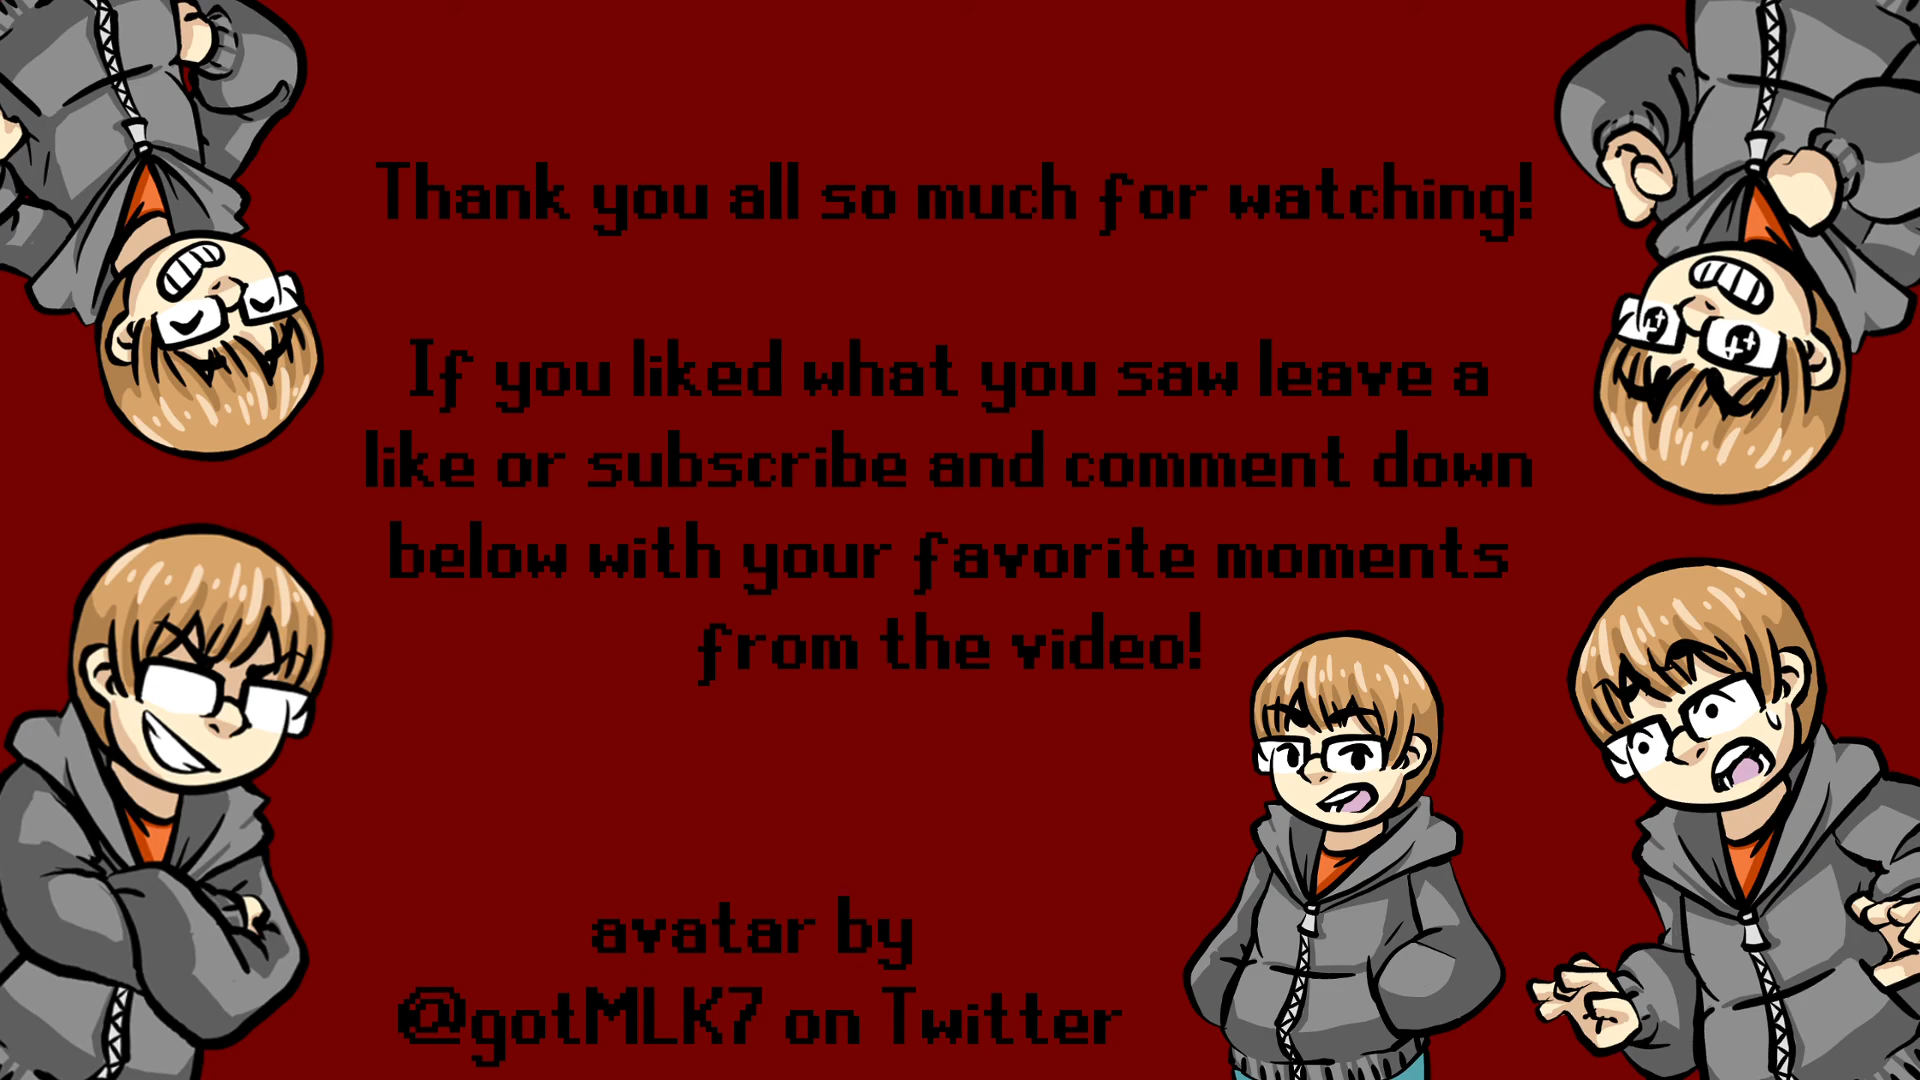 Thank you all so much for watching!
If you liked what you saw leave a
like or subscribe and comment down
below with your favorite moments
from the video!
avatar by
@gotMLK7 on Twitter